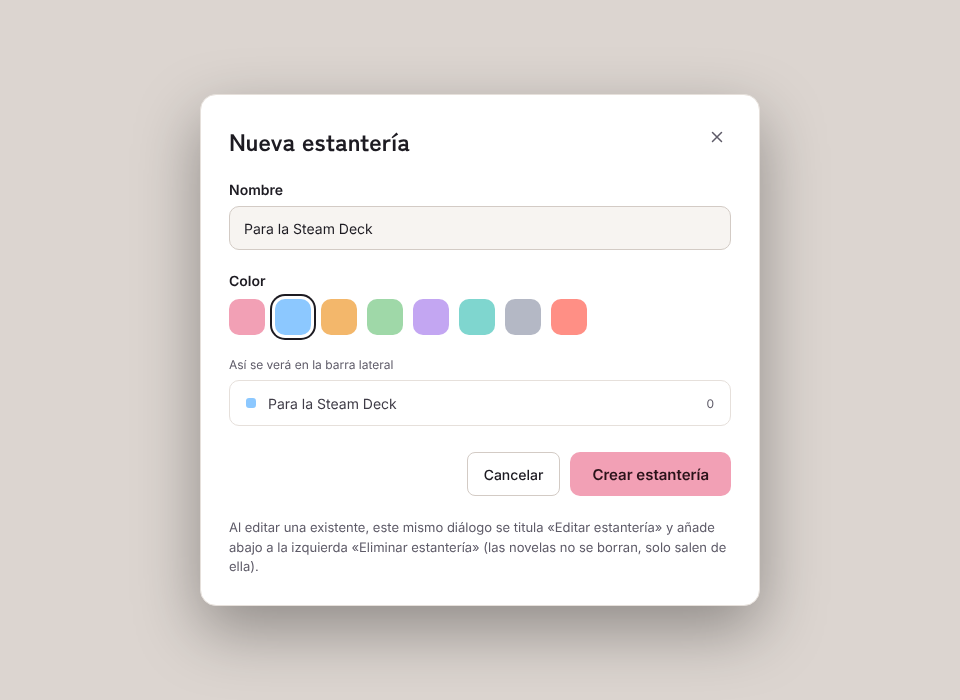 Nueva estantería
Nombre
Para la Steam Deck
Color
Así se verá en la barra lateral
Para la Steam Deck 0
Cancelar Crear estantería
Al editar una existente, este mismo diálogo se titula «Editar estantería» y añade
abajo a la izquierda «Eliminar estantería» (las novelas no se borran, solo salen de
ella).